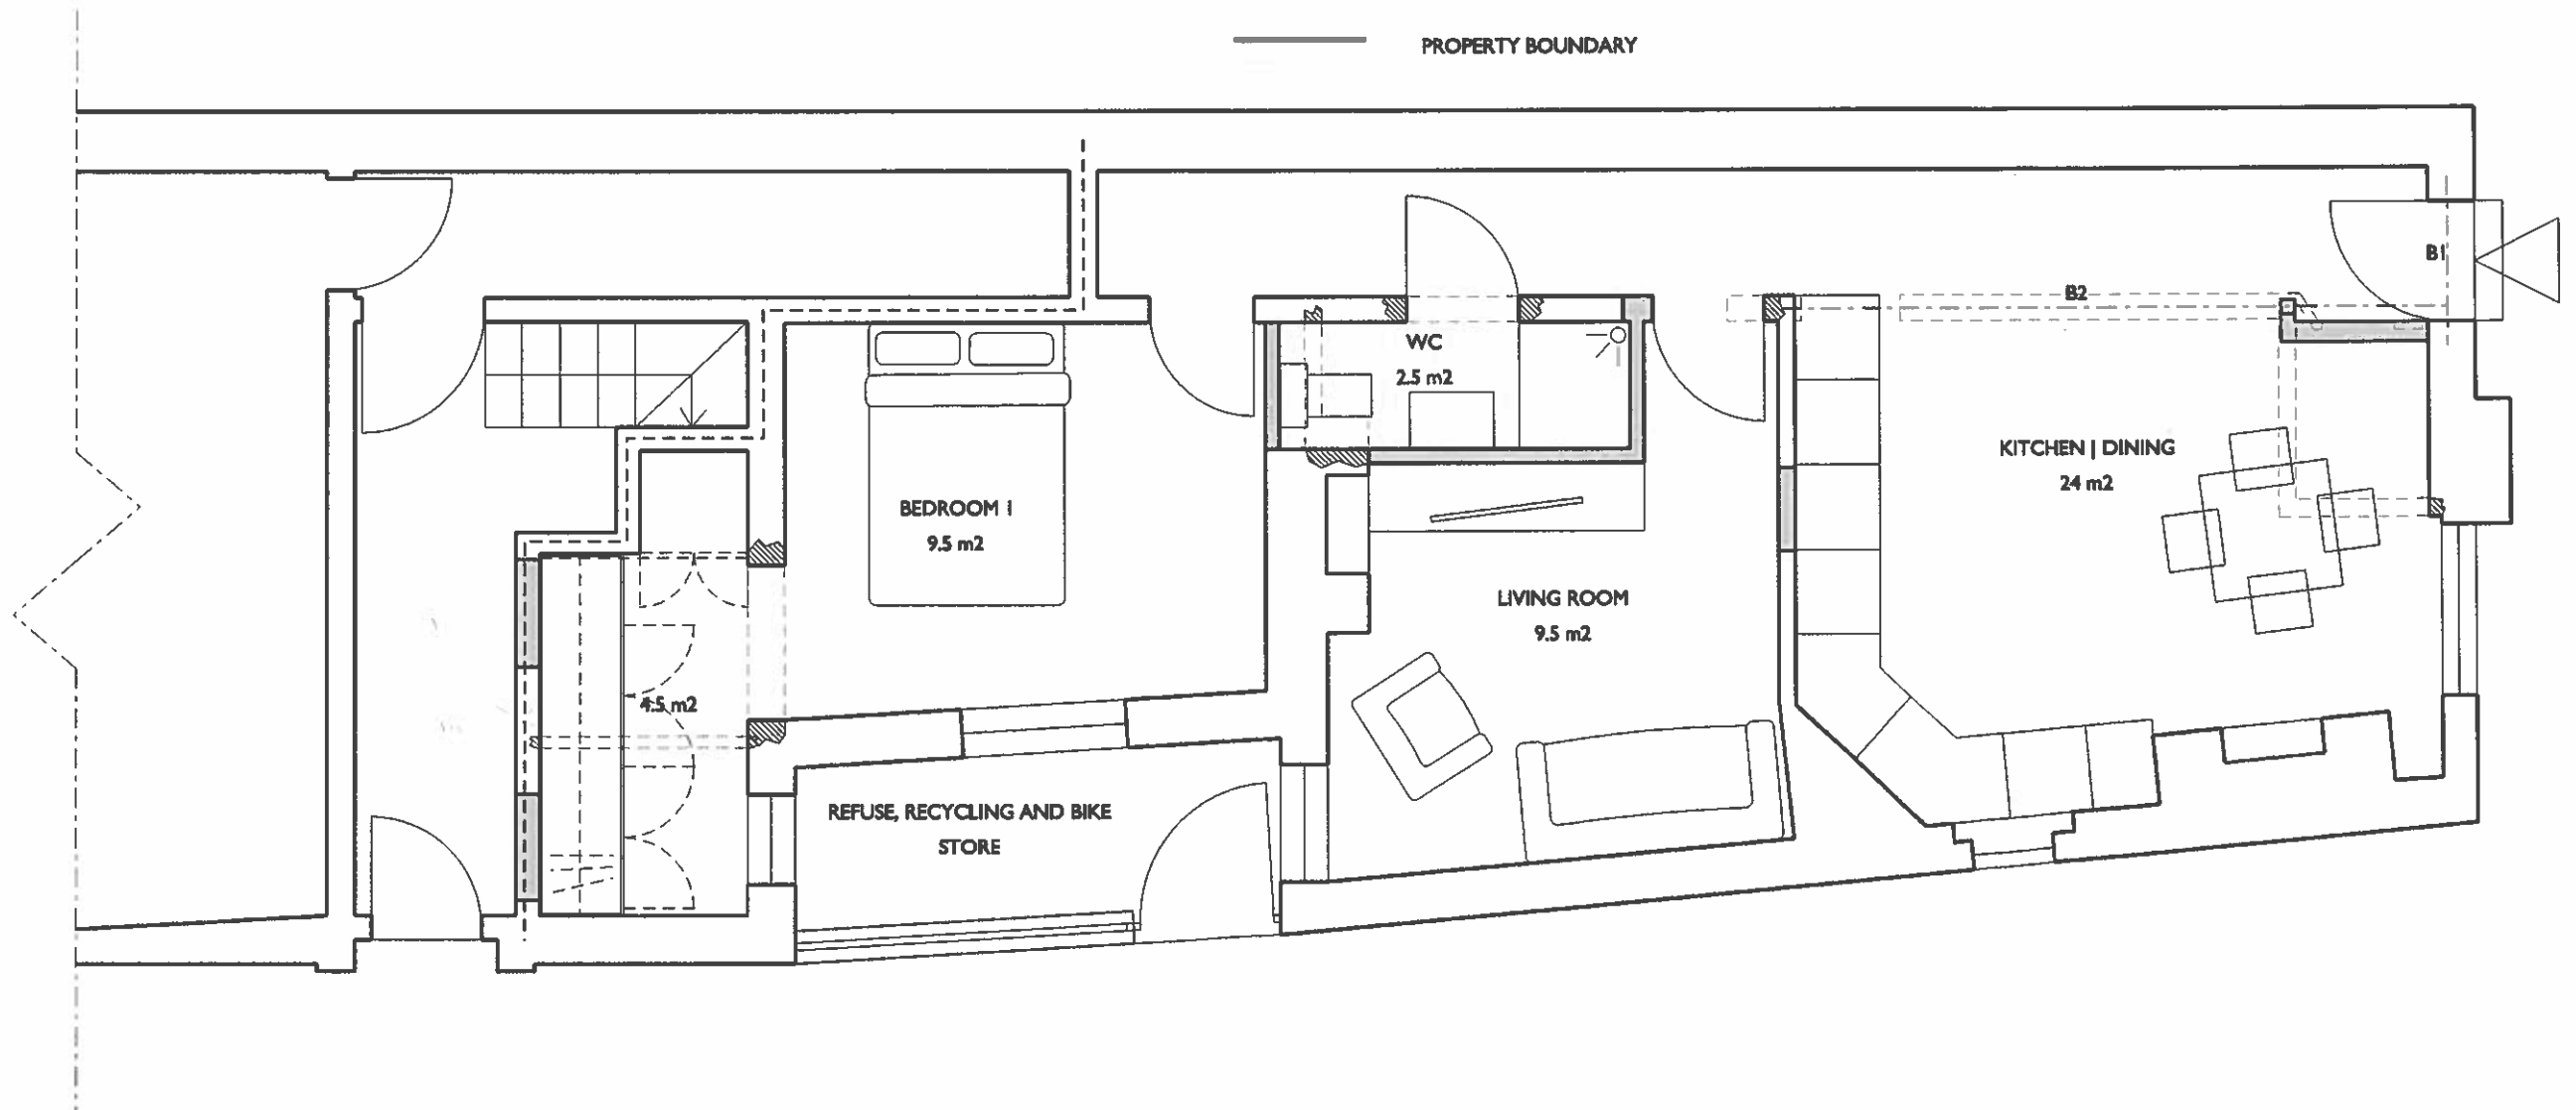 PROPERTY BOUNDARY
B1
B2
WC
2.5 m2
KITCHEN | DINING
24 m2
BEDROOM 1
9.5 m2
LIVING ROOM
9.5 m2
4.5 m2
REFUSE, RECYCLING AND BIKE
STORE